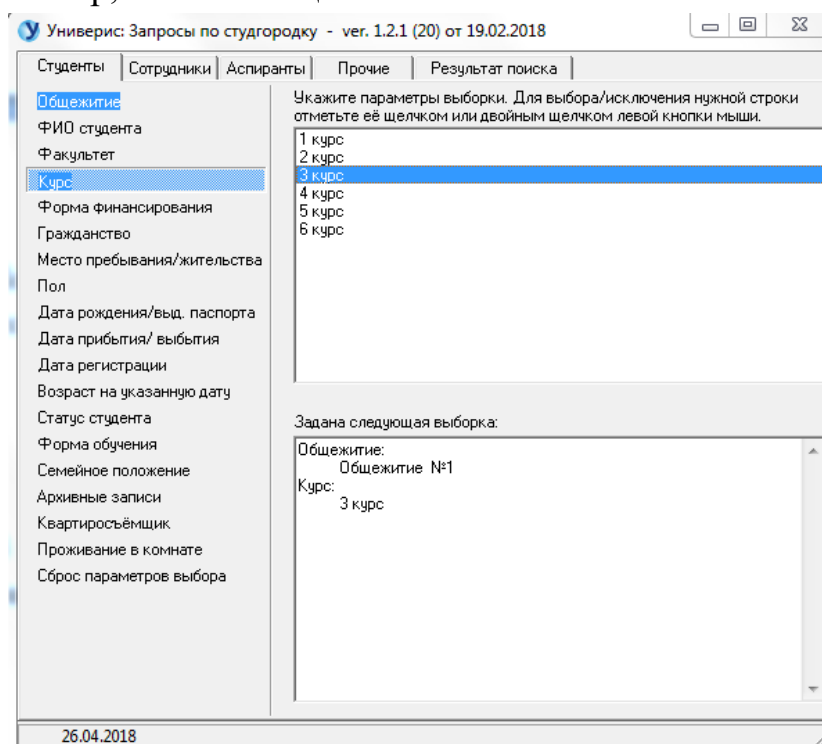 Универис: Запросы по студгородку - ver. 1.2.1 (20) от 19.02.2018
Студенты Сотрудники Аспиранты Прочие Результат поиска
Общежитие
ФИО студента
Факультет
Курс
Форма финансирования
Гражданство
Место пребывания/жительства
Пол
Дата рождения/выд. паспорта
Дата прибытия/ выбытия
Дата регистрации
Возраст на указанную дату
Статус студента
Форма обучения
Семейное положение
Архивные записи
Квартиросъёмщик
Проживание в комнате
Сброс параметров выбора
Укажите параметры выборки. Для выбора/исключения нужной строки
отметьте её щелчком или двойным щелчком левой кнопки мыши.
1 курс
2 курс
3 курс
4 курс
5 курс
6 курс
Задана следующая выборка:
Общежитие:
Общежитие №1
Курс:
3 курс
26.04.2018